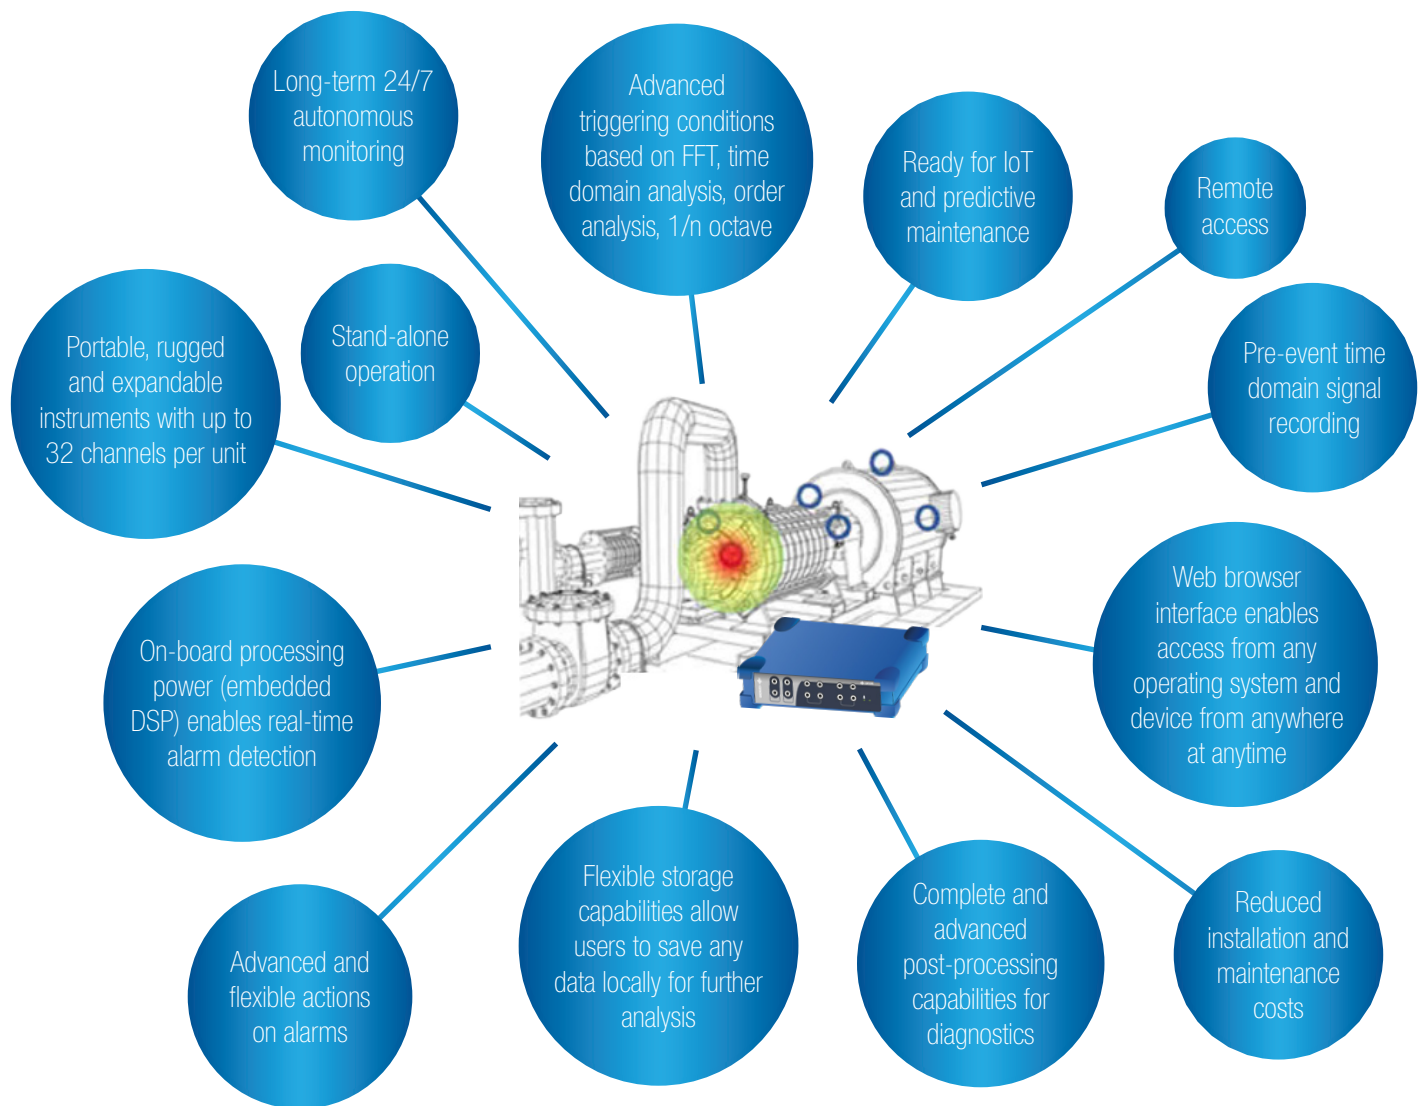 Long-term 24/7
autonomous
monitoring
Advanced
triggering conditions
based on FFT, time
domain analysis, order
analysis, 1/n octave
Ready for IoT
and predictive
maintenance
Remote
access
Portable, rugged
and expandable
instruments with up to
32 channels per unit
Stand-alone
operation
Pre-event time
domain signal
recording
On-board processing
power (embedded
DSP) enables real-time
alarm detection
Web browser
interface enables
access from any
operating system and
device from anywhere
at anytime
Advanced and
flexible actions
on alarms
Flexible storage
capabilities allow
users to save any
data locally for further
analysis
Complete and
advanced
post-processing
capabilities for
diagnostics
Reduced
installation and
maintenance
costs